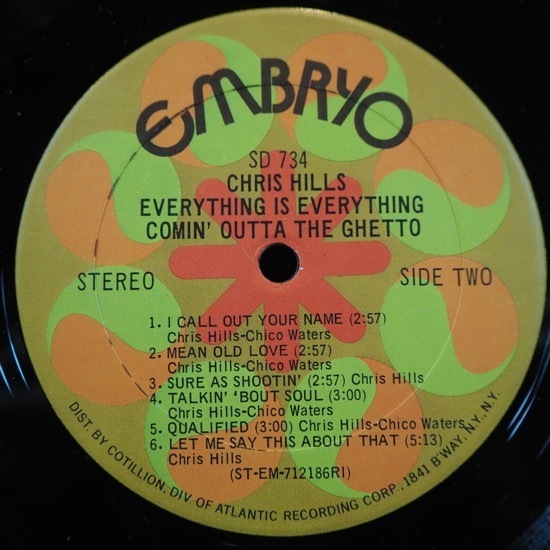 EMBRYO
SD 734
CHRIS HILLS
EVERYTHING IS EVERYTHING
COMIN' OUTTA THE GHETTO
STEREO
SIDE TWO
1. I CALL OUT YOUR NAME (2:57)
Chris Hills-Chico Waters
2. MEAN OLD LOVE (2:57)
Chris Hills-Chico Waters
3. SURE AS SHOOTIN' (2:57) Chris Hills
4. TALKIN' 'BOUT SOUL (3:00)
Chris Hills-Chico Waters
5. QUALIFIED (3:00) Chris Hills-Chico Waters
6. LET ME SAY THIS ABOUT THAT (5:13)
Chris Hills
(ST-EM-712186RI)
DIST. BY COTILLION, DIV. OF ATLANTIC RECORDING CORP., 1841 B'WAY, N.Y., N.Y.